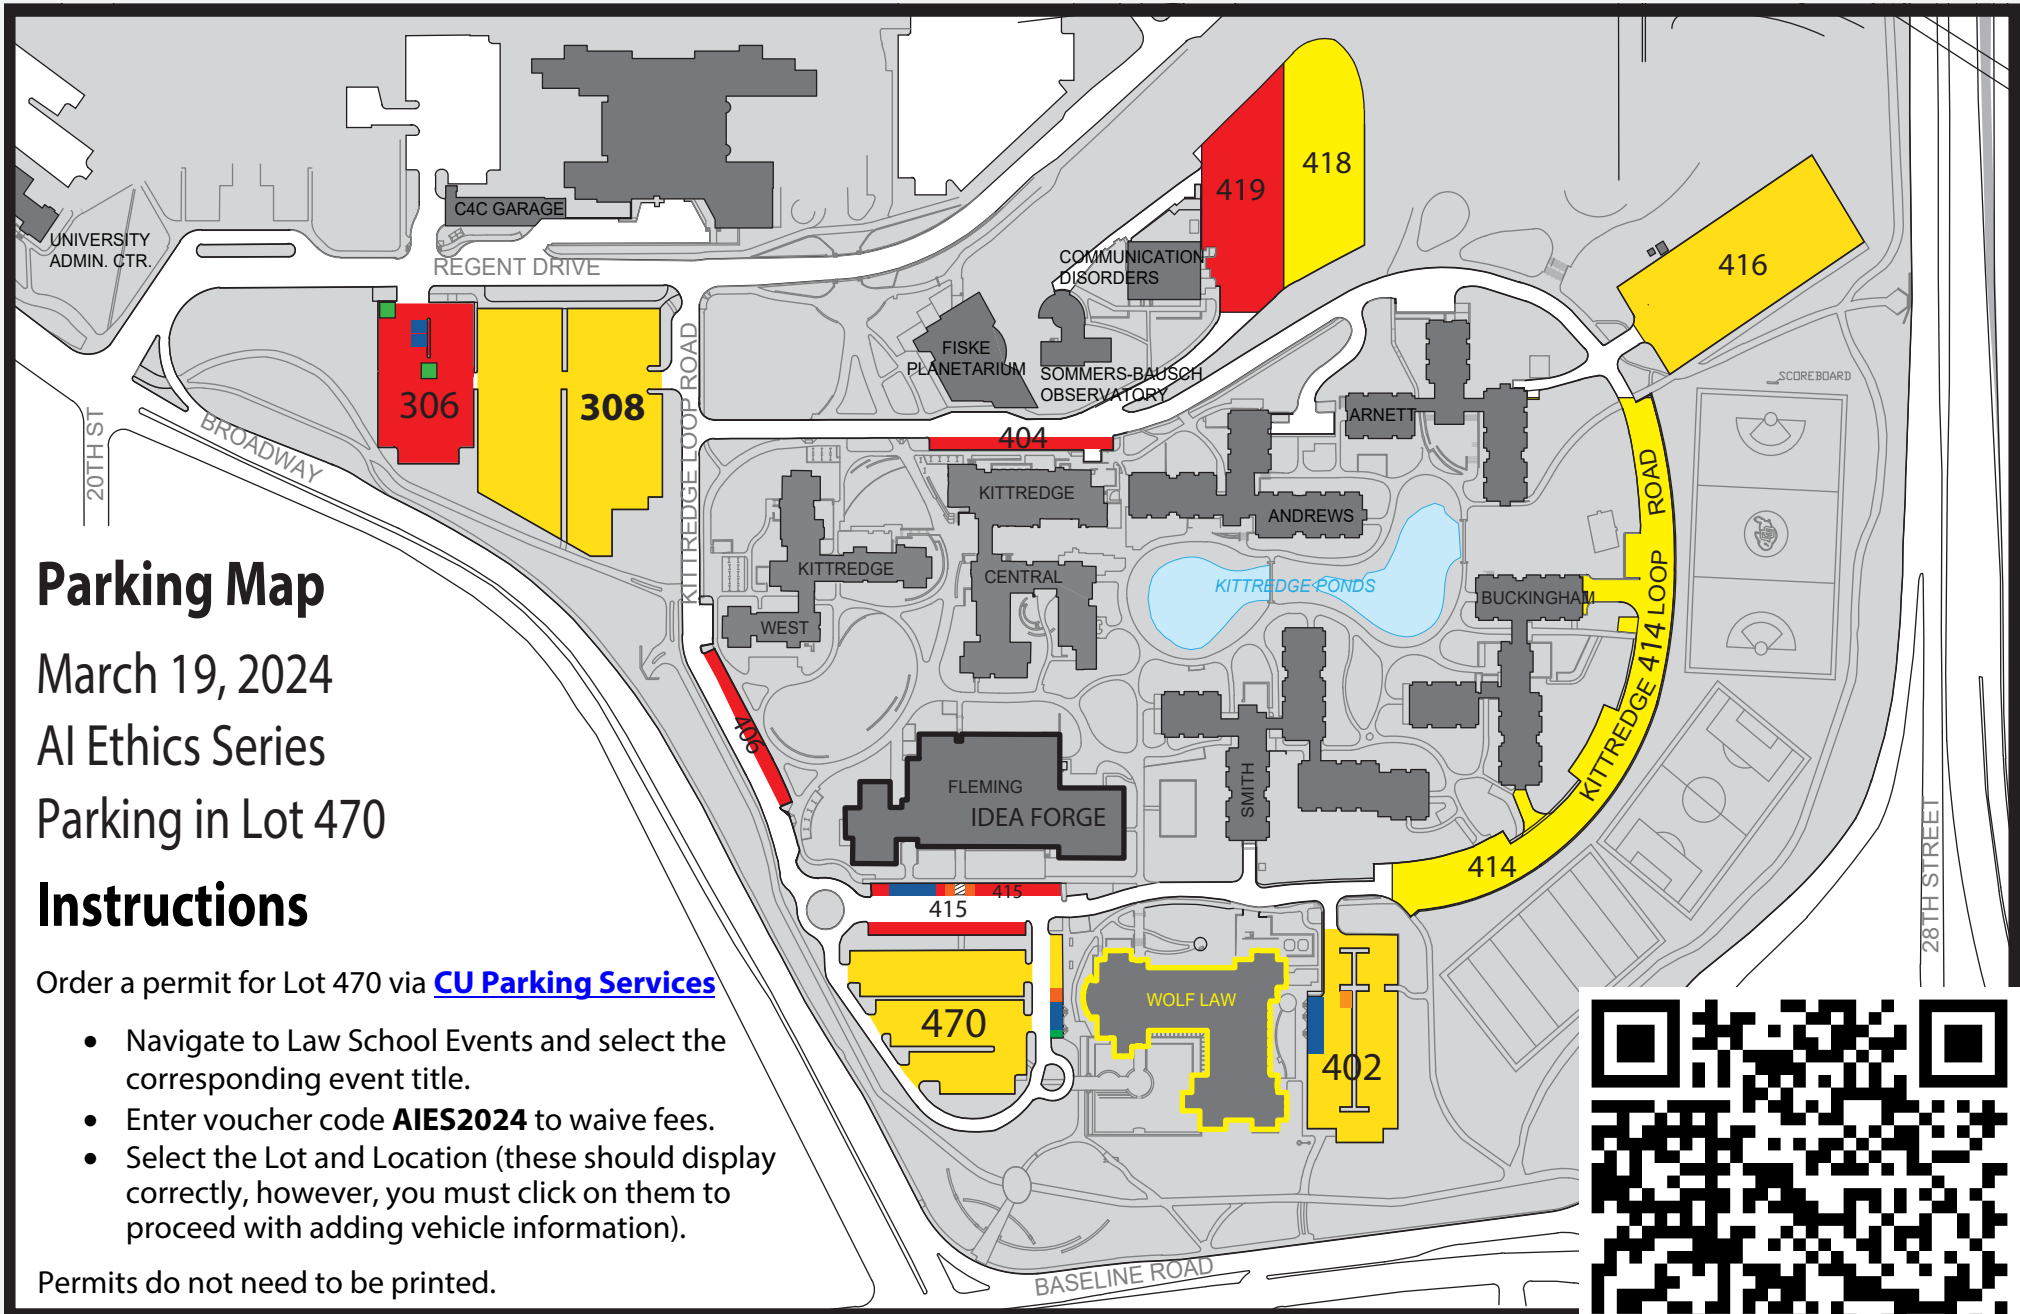 C4C GARAGE
UNIVERSITY
ADMIN. CTR.
REGENT DRIVE
419
418
416
COMMUNICATION
DISORDERS
306
308
FISKE
PLANETARIUM
SOMMERS-BAUSCH
OBSERVATORY
SCOREBOARD
ARNETT
404
20TH ST
BROADWAY
KITTREDGE LOOP ROAD
KITTREDGE
ANDREWS
KITTREDGE
CENTRAL
KITTREDGE PONDS
BUCKINGHAM
WEST
KITTREDGE 414 LOOP ROAD
406
SMITH
FLEMING
IDEA FORGE
414
415
415
28TH STREET
WOLF LAW
470
402
BASELINE ROAD
Parking Map
March 19, 2024
AI Ethics Series
Parking in Lot 470
Instructions
Order a permit for Lot 470 via CU Parking Services
• Navigate to Law School Events and select the
corresponding event title.
• Enter voucher code AIES2024 to waive fees.
• Select the Lot and Location (these should display
correctly, however, you must click on them to
proceed with adding vehicle information).
Permits do not need to be printed.